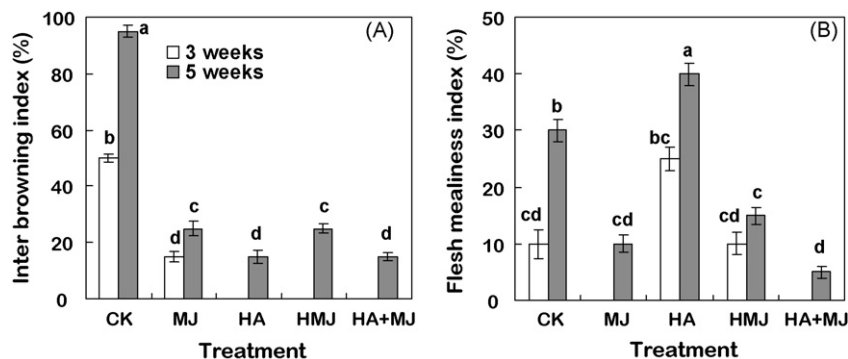 (A)
Inter browning index (%)
100
80
60
40
20
0
3 weeks
5 weeks
a
b
c
d
d
c
d
CK MJ HA HMJ HA+MJ
Treatment
(B)
Flesh mealiness index (%)
50
40
30
20
10
0
a
b
bc
cd
cd
cd
c
d
CK MJ HA HMJ HA+MJ
Treatment